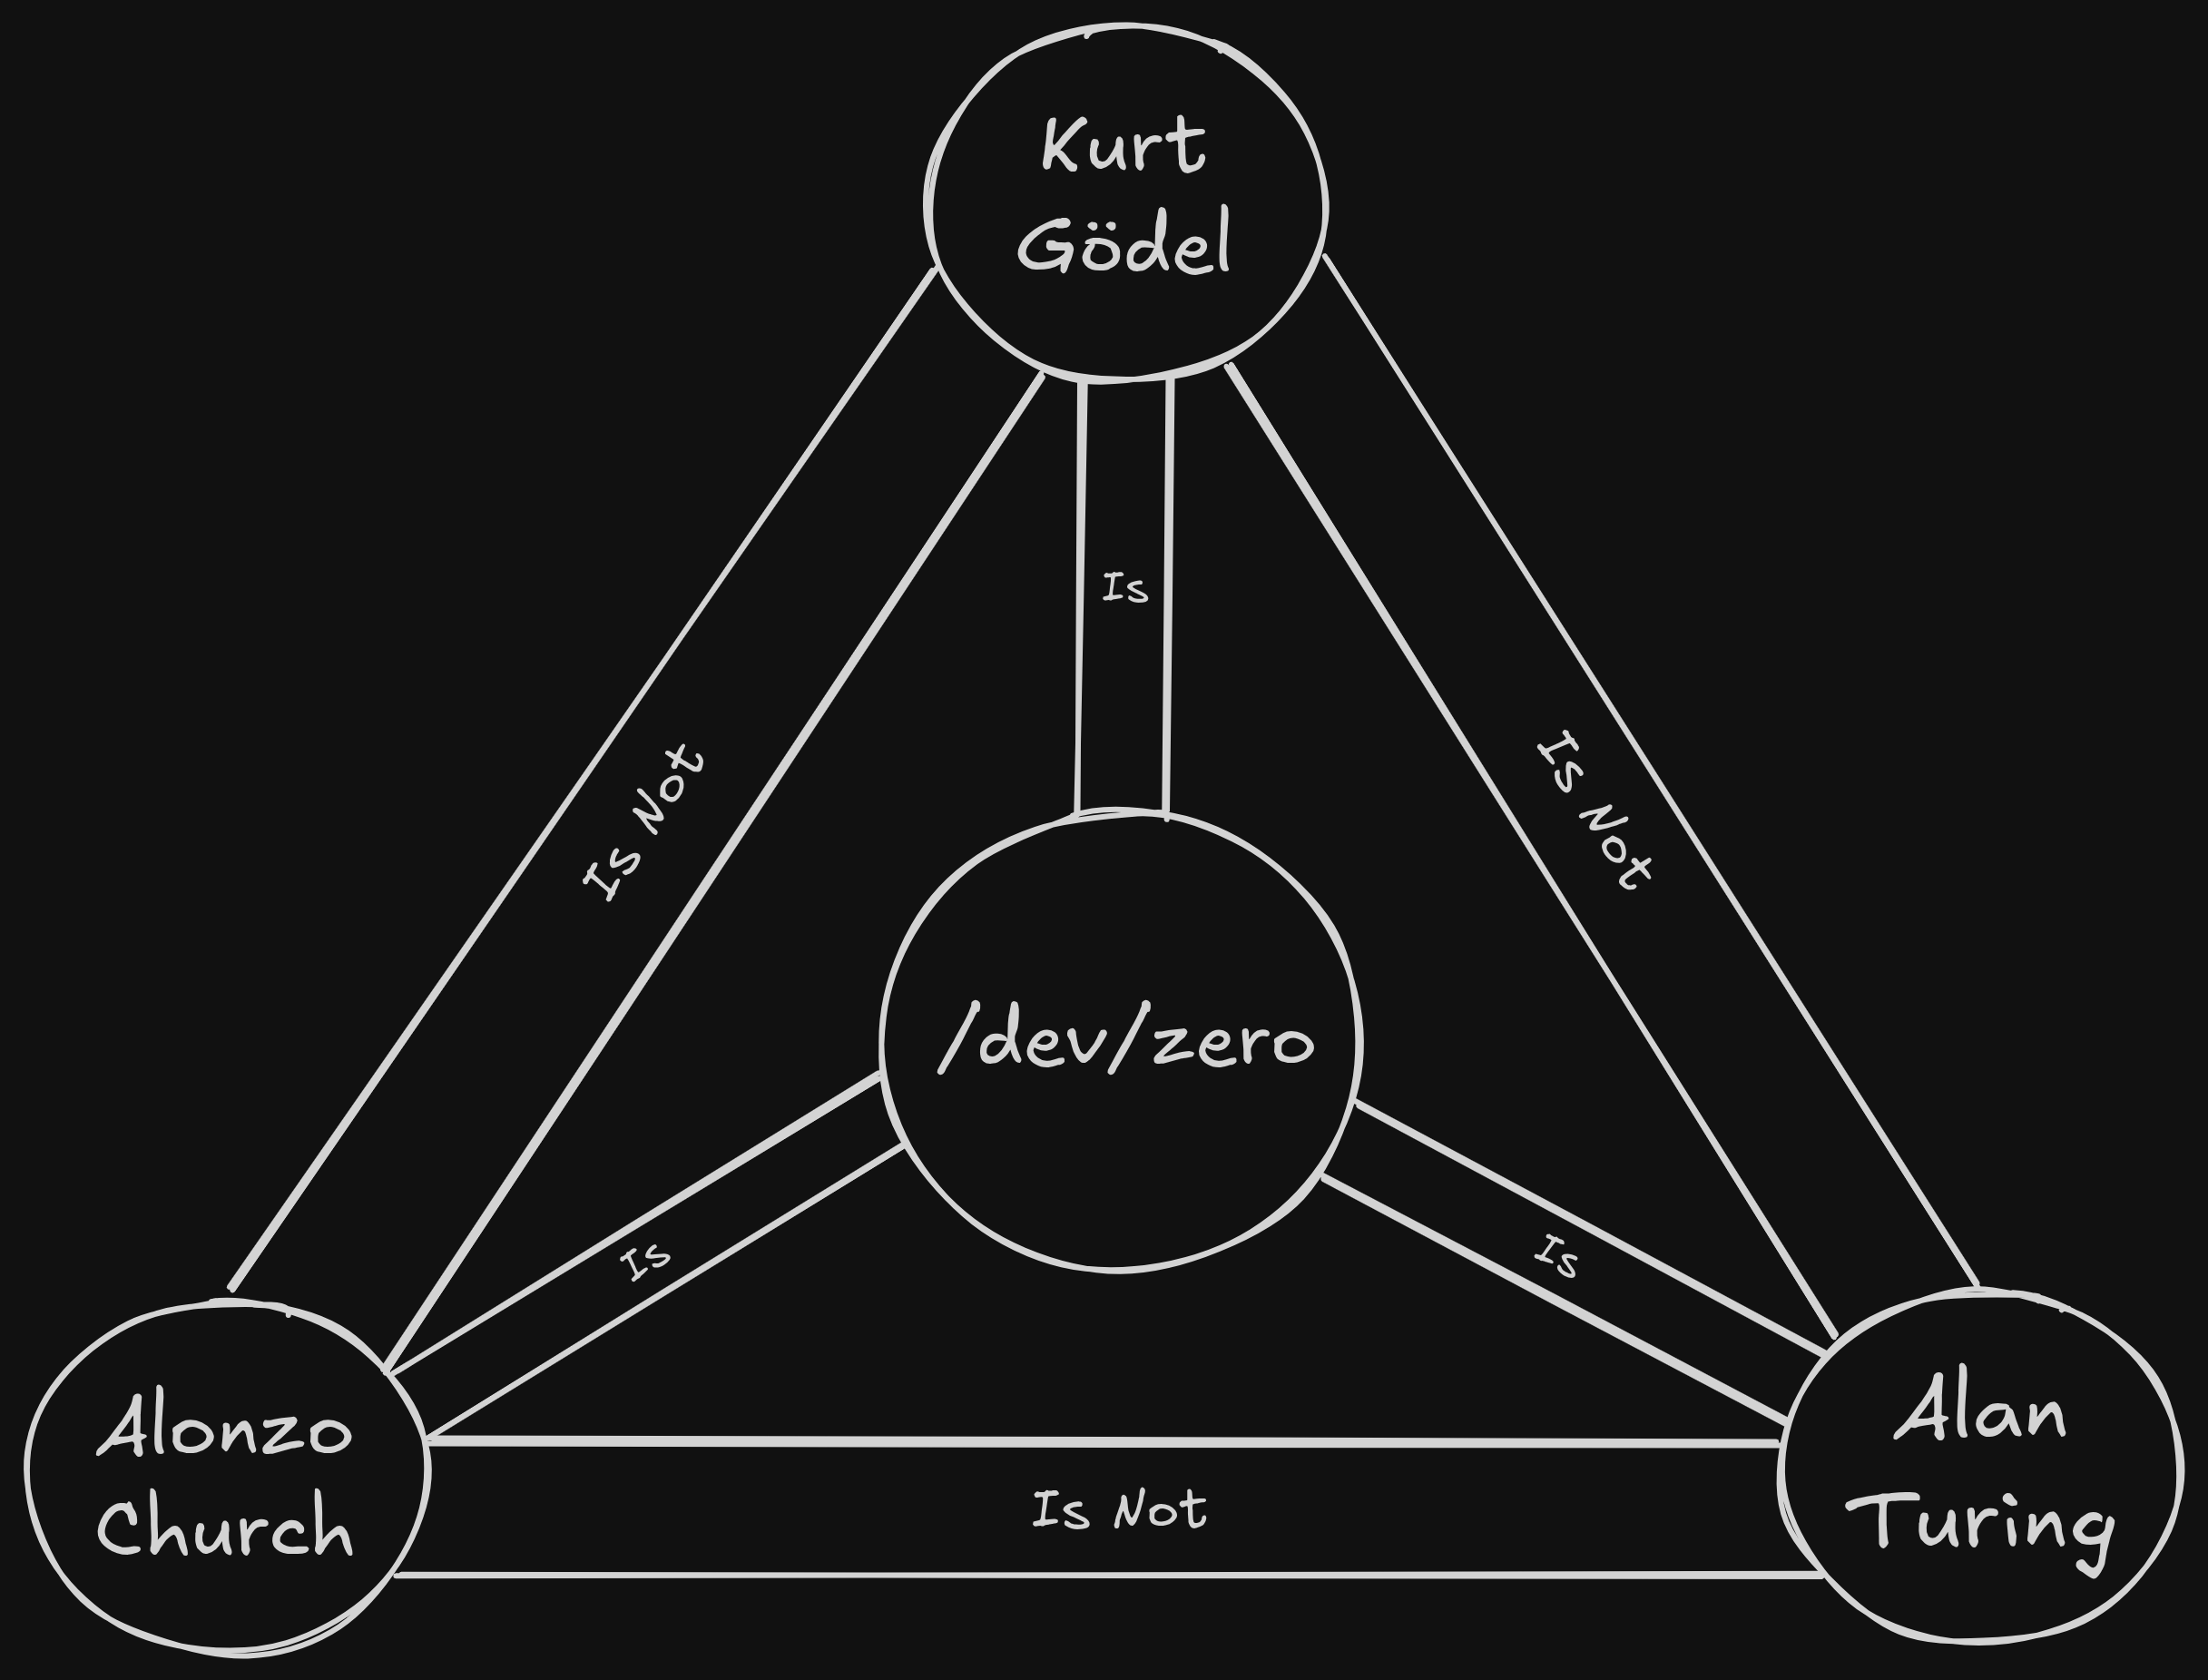 Kurt
Gödel
Is
Is Not
Is Not
/dev/zero
Is
Is
Alonzo
Church
Is Not
Alan
Turing